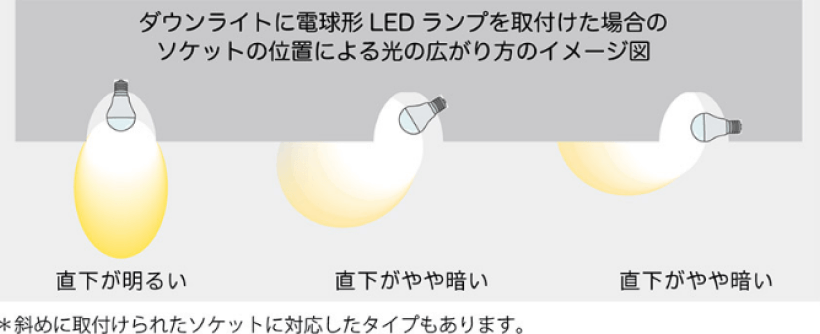 ダウンライトに電球形 LED ランプを取付けた場合の
ソケットの位置による光の広がり方のイメージ図
直下が明るい
直下がやや暗い
直下がやや暗い
＊斜めに取付けられたソケットに対応したタイプもあります。